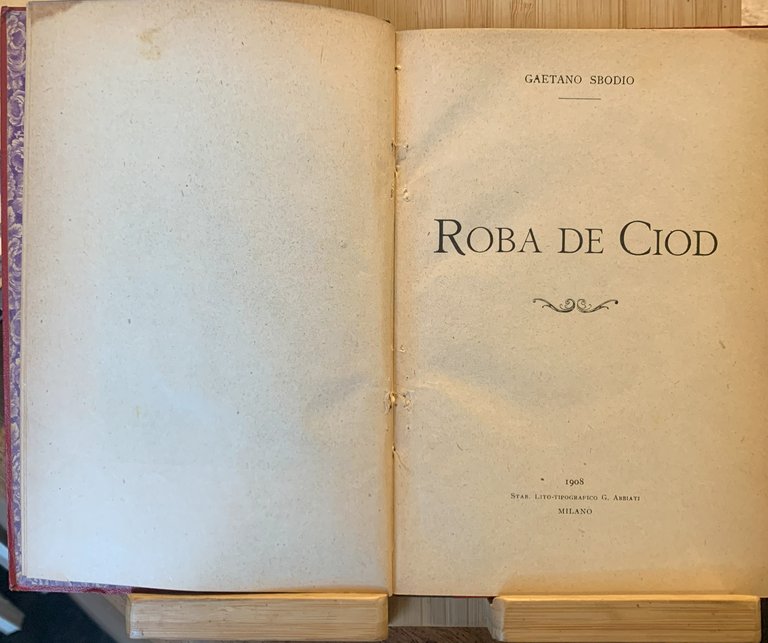 GAETANO SBODIO
ROBA DE CIOD
1908
STAB. LITO-TIPOGRAFICO G. ABBIATI
MILANO